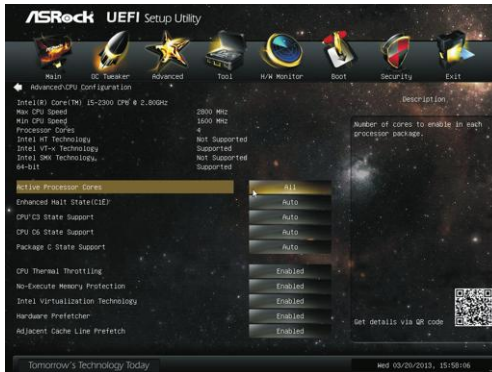 ASRock UEFI Setup Utility
Main OC Tweaker Advanced Tool H/W Monitor Boot Security Exit
Advanced\CPU Configuration
Description
Intel(R) Core(TM) i5-2300 CPU @ 2.80GHz
Max CPU Speed 2800 MHz
Min CPU Speed 1600 MHz
Processor Cores 4
Intel HT Technology Not Supported
Intel VT-x Technology Supported
Intel SMX Technology Not Supported
64-bit Supported
Number of cores to enable in each
processor package.
Active Processor Cores All
Enhanced Halt State(C1E) Auto
CPU C3 State Support Auto
CPU C6 State Support Auto
Package C State Support Auto
CPU Thermal Throttling Enabled
No-Execute Memory Protection Enabled
Intel Virtualization Technology Enabled
Hardware Prefetcher Enabled
Adjacent Cache Line Prefetch Enabled
Get details via QR code
Tomorrow's Technology Today
Wed 03/20/2013, 15:58:06